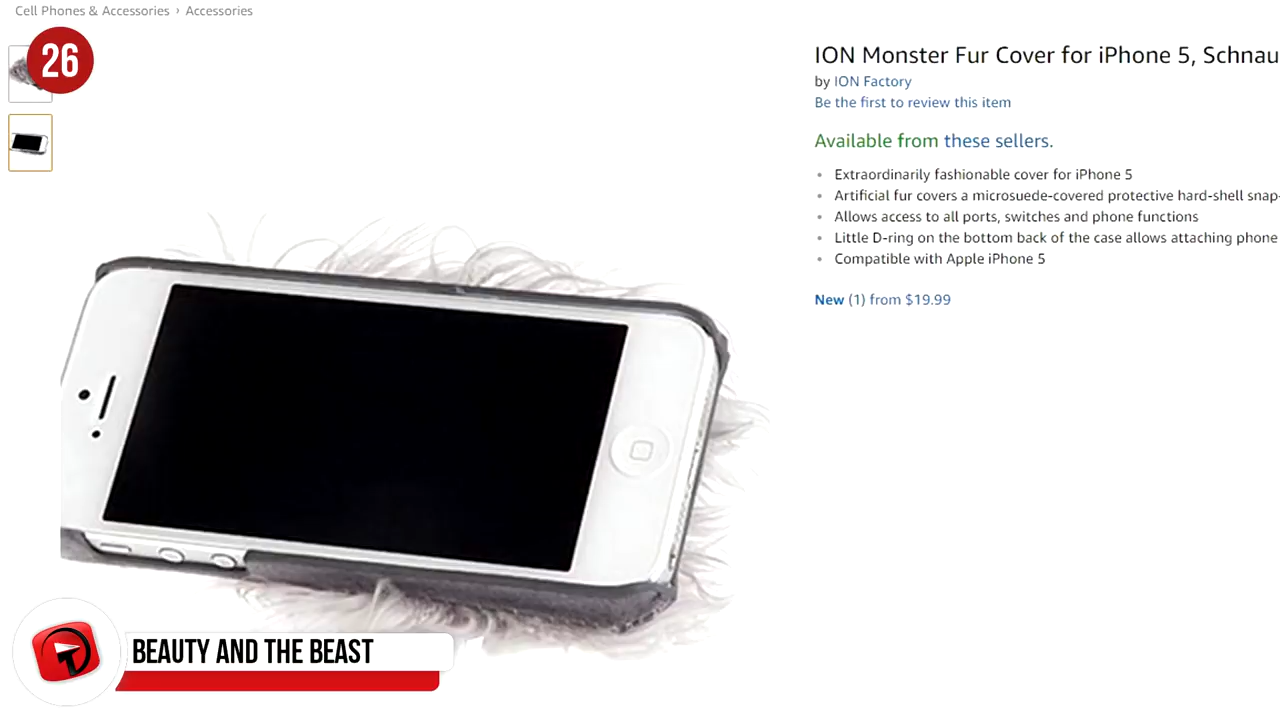 Cell Phones & Accessories › Accessories
26
ION Monster Fur Cover for iPhone 5, Schnau
by ION Factory
Be the first to review this item
Available from these sellers.
• Extraordinarily fashionable cover for iPhone 5
• Artificial fur covers a microsuede-covered protective hard-shell snap-
• Allows access to all ports, switches and phone functions
• Little D-ring on the bottom back of the case allows attaching phone
• Compatible with Apple iPhone 5
New (1) from $19.99
BEAUTY AND THE BEAST